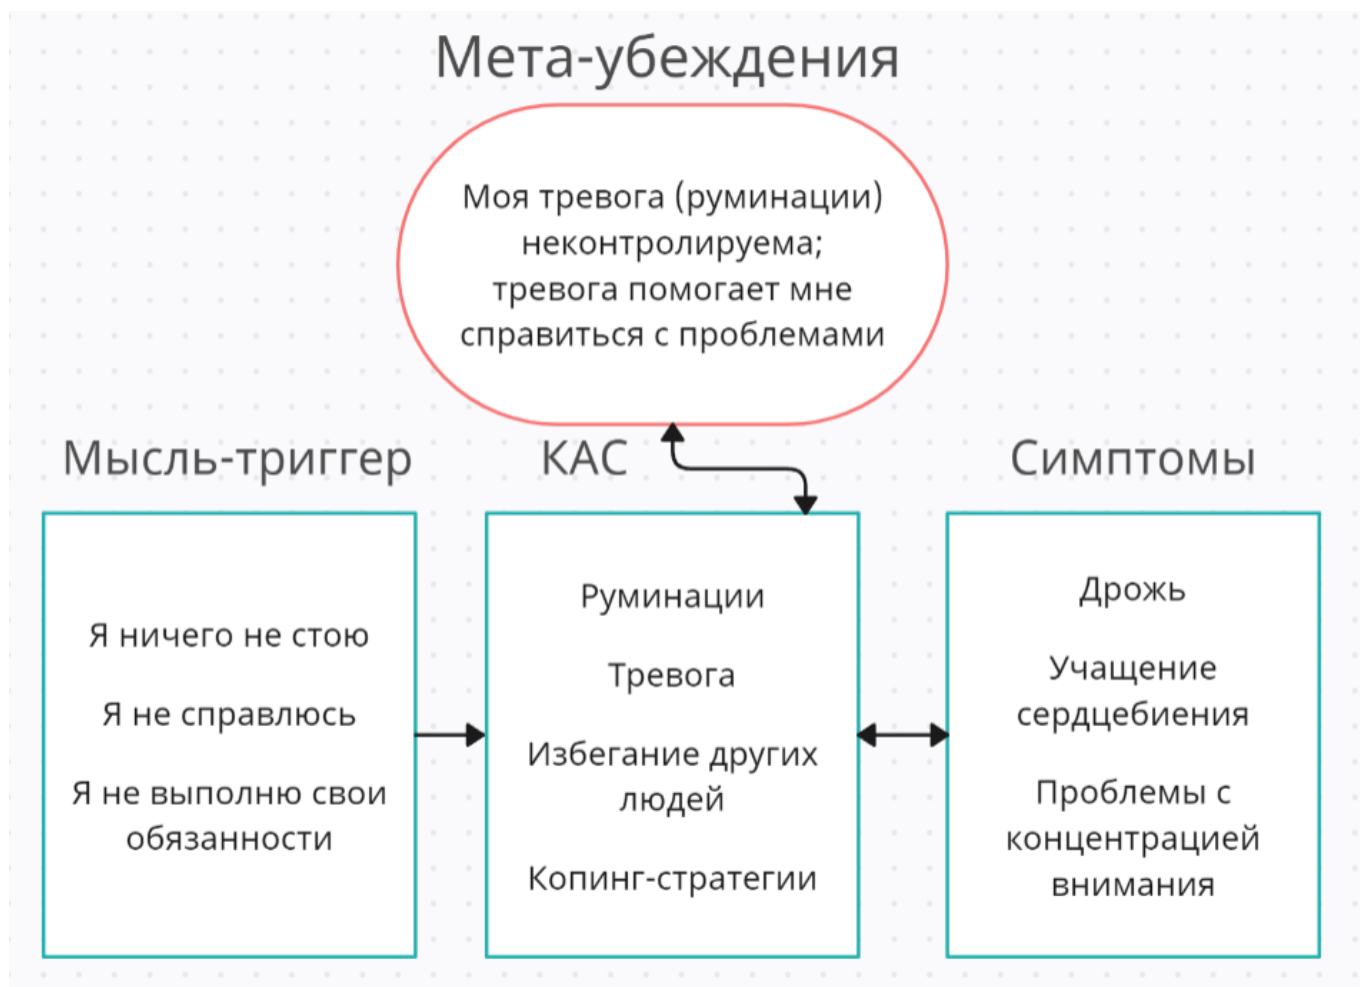 Мета-убеждения
Моя тревога (руминации)
неконтролируема;
тревога помогает мне
справиться с проблемами
Мысль-триггер
КАС
Симптомы
Я ничего не стою
Я не справлюсь
Я не выполню свои
обязанности
Руминации
Тревога
Избегание других
людей
Копинг-стратегии
Дрожь
Учащение
сердцебиения
Проблемы с
концентрацией
внимания